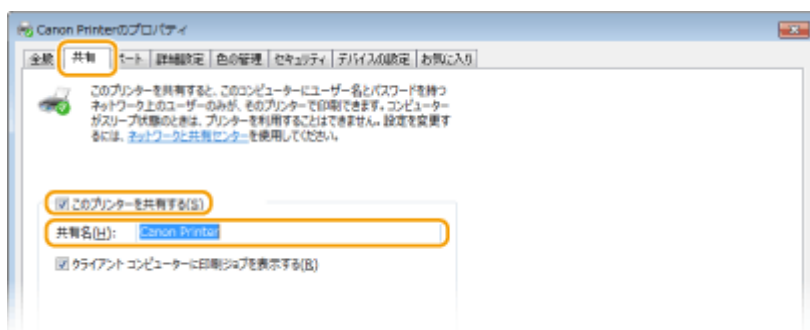 Canon Printerのプロパティ
全般 共有 ポート 詳細設定 色の管理 セキュリティ デバイスの設定 お気に入り
このプリンターを共有すると、このコンピューターにユーザー名とパスワードを持つ
ネットワーク上のユーザーのみが、そのプリンターで印刷できます。コンピューター
がスリープ状態のときは、プリンターを利用することはできません。設定を変更す
るには、ネットワークと共有センターを使用してください。
このプリンターを共有する(S)
共有名(H): Canon Printer
クライアント コンピューターに印刷ジョブを表示する(R)